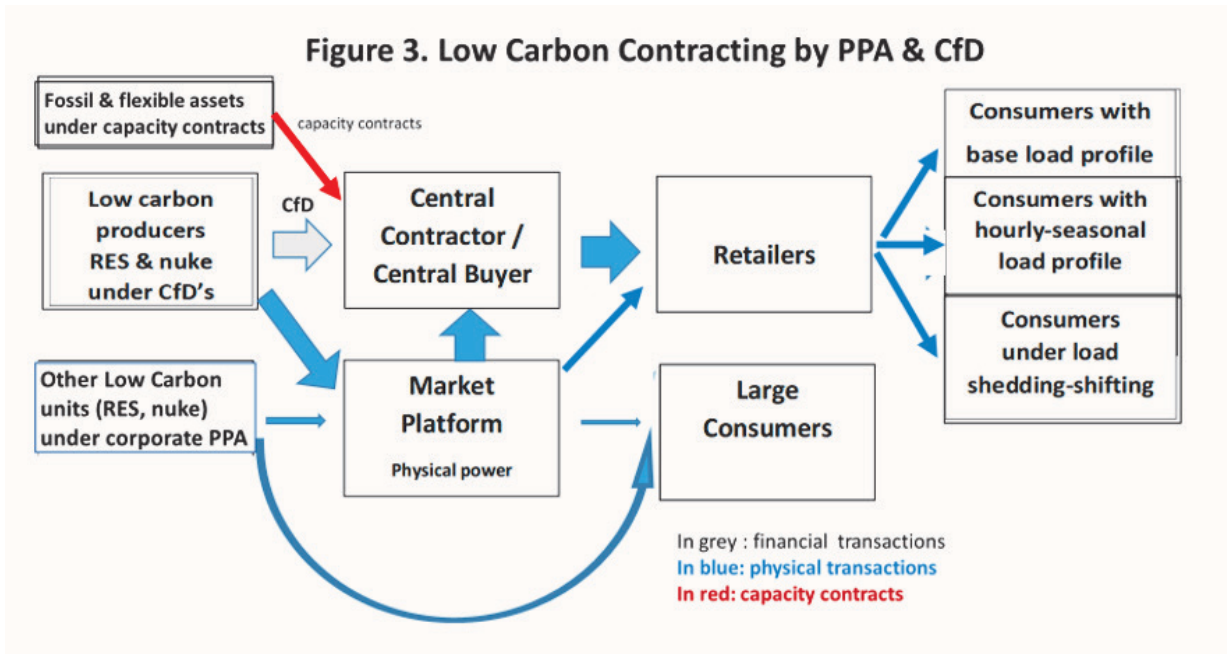 Figure 3. Low Carbon Contracting by PPA & CfD
Fossil & flexible assets
under capacity contracts
capacity contracts
Low carbon
producers
RES & nuke
under CfD's
CfD
Central
Contractor /
Central Buyer
Retailers
Consumers with
base load profile
Consumers with
hourly-seasonal
load profile
Consumers
under load
shedding-shifting
Other Low Carbon
units (RES, nuke)
under corporate PPA
Market
Platform
Physical power
Large
Consumers
In grey : financial transactions
In blue: physical transactions
In red: capacity contracts